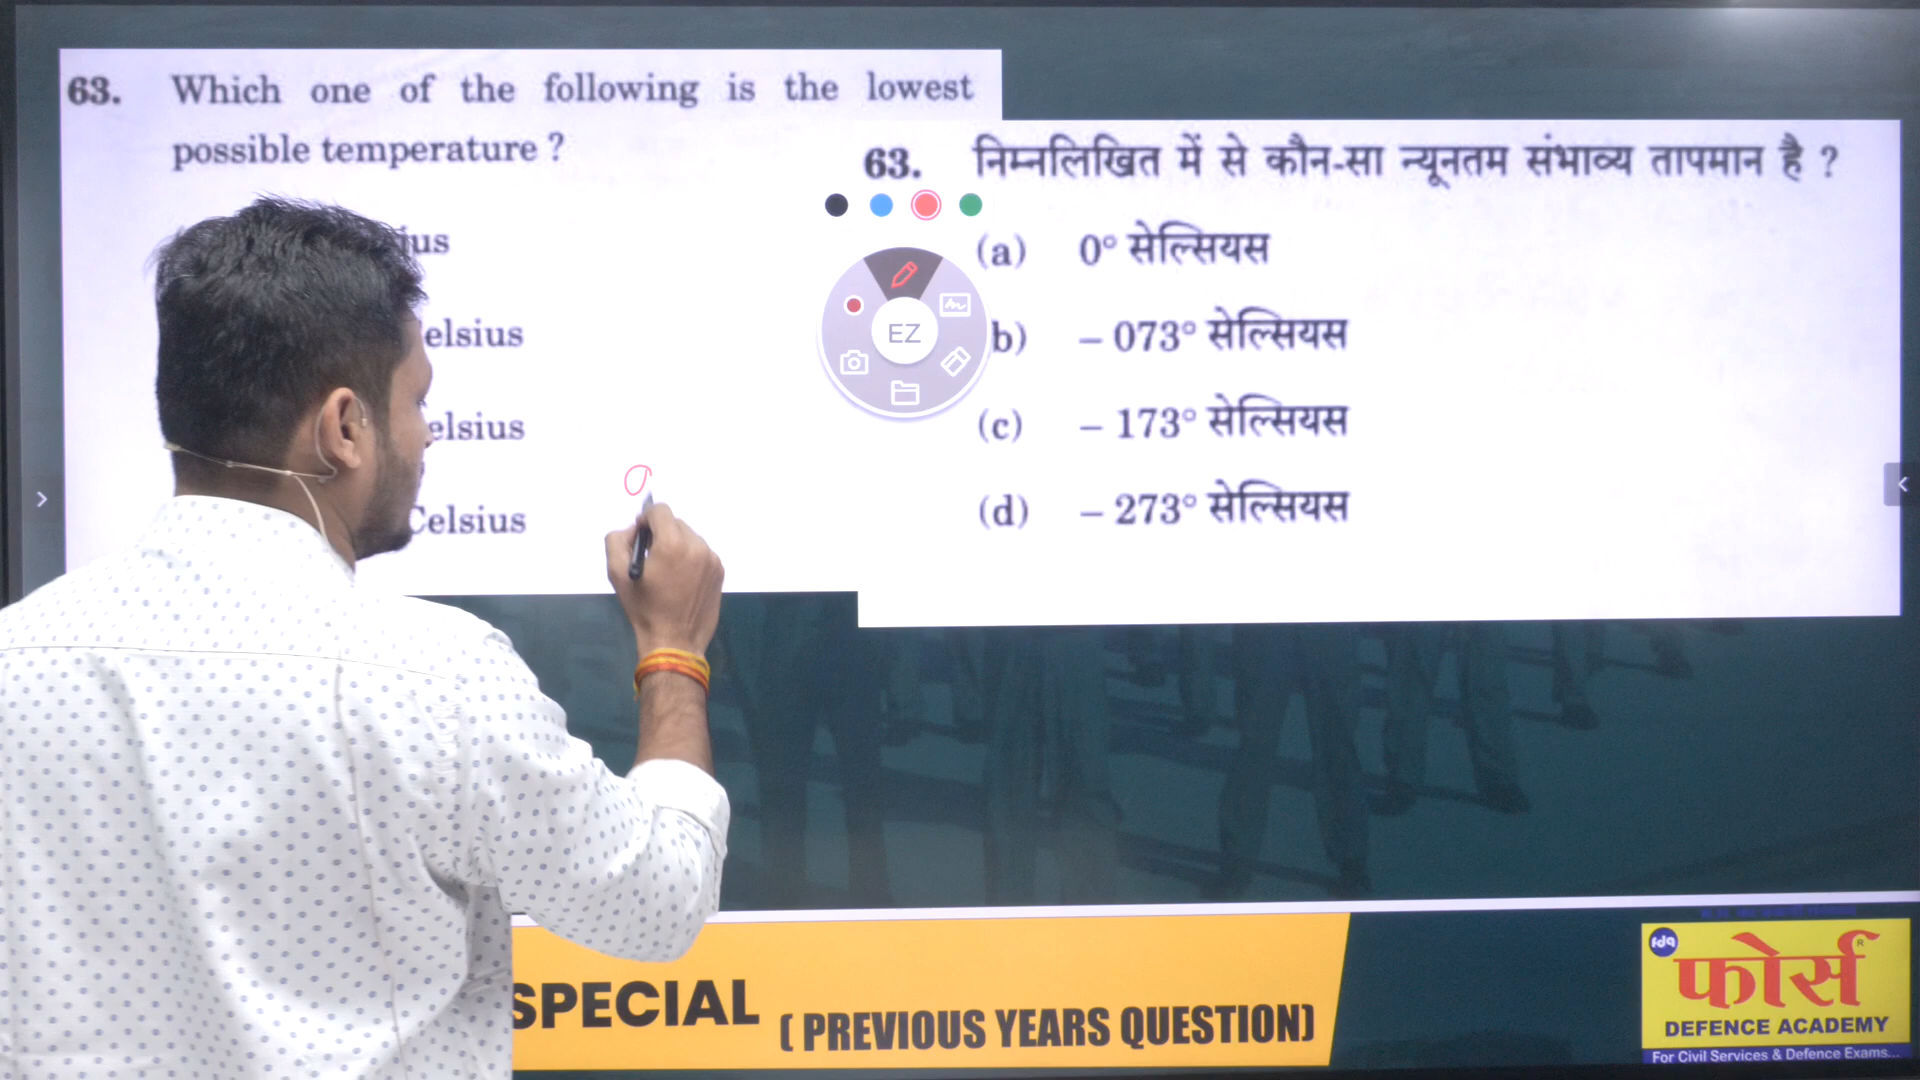 63. Which one of the following is the lowest
possible temperature ?
ius
elsius
elsius
Celsius
63. निम्नलिखित में से कौन-सा न्यूनतम संभाव्य तापमान है ?
(a) 0° सेल्सियस
b) – 073° सेल्सियस
(c) – 173° सेल्सियस
(d) – 273° सेल्सियस
EZ
SPECIAL ( PREVIOUS YEARS QUESTION)
fda
फोर्स ®
DEFENCE ACADEMY
For Civil Services & Defence Exams...